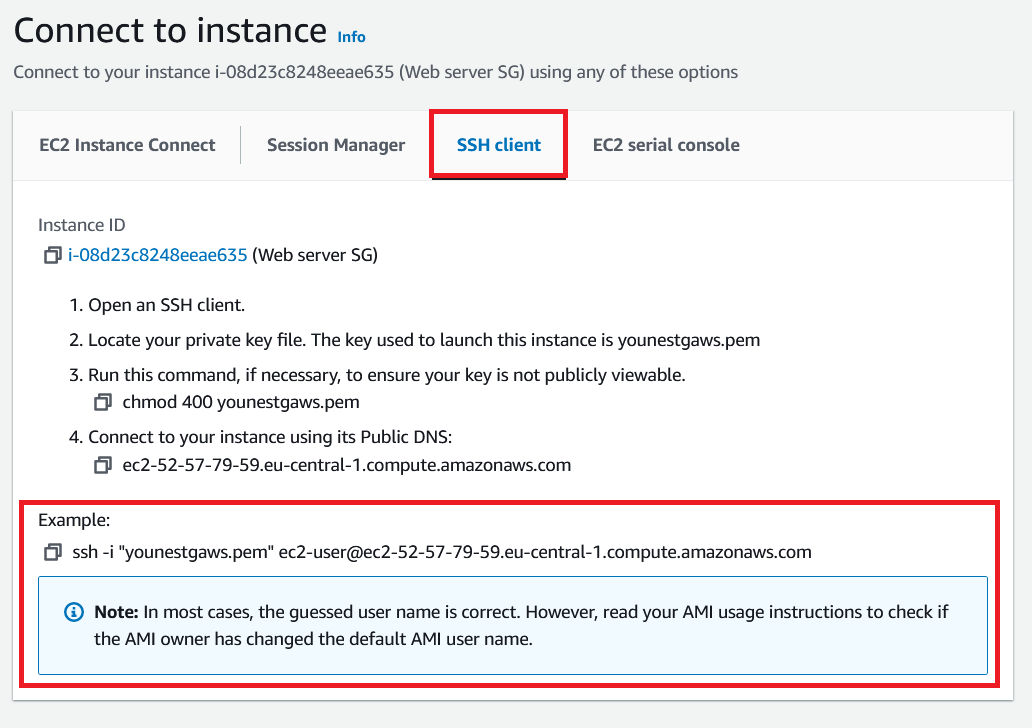 Connect to instance Info
Connect to your instance i-08d23c8248eeae635 (Web server SG) using any of these options
EC2 Instance Connect
Session Manager
SSH client
EC2 serial console
Instance ID
i-08d23c8248eeae635 (Web server SG)
1. Open an SSH client.
2. Locate your private key file. The key used to launch this instance is younestgaws.pem
3. Run this command, if necessary, to ensure your key is not publicly viewable.
chmod 400 younestgaws.pem
4. Connect to your instance using its Public DNS:
ec2-52-57-79-59.eu-central-1.compute.amazonaws.com
Example:
ssh -i "younestgaws.pem" ec2-user@ec2-52-57-79-59.eu-central-1.compute.amazonaws.com
Note: In most cases, the guessed user name is correct. However, read your AMI usage instructions to check if
the AMI owner has changed the default AMI user name.